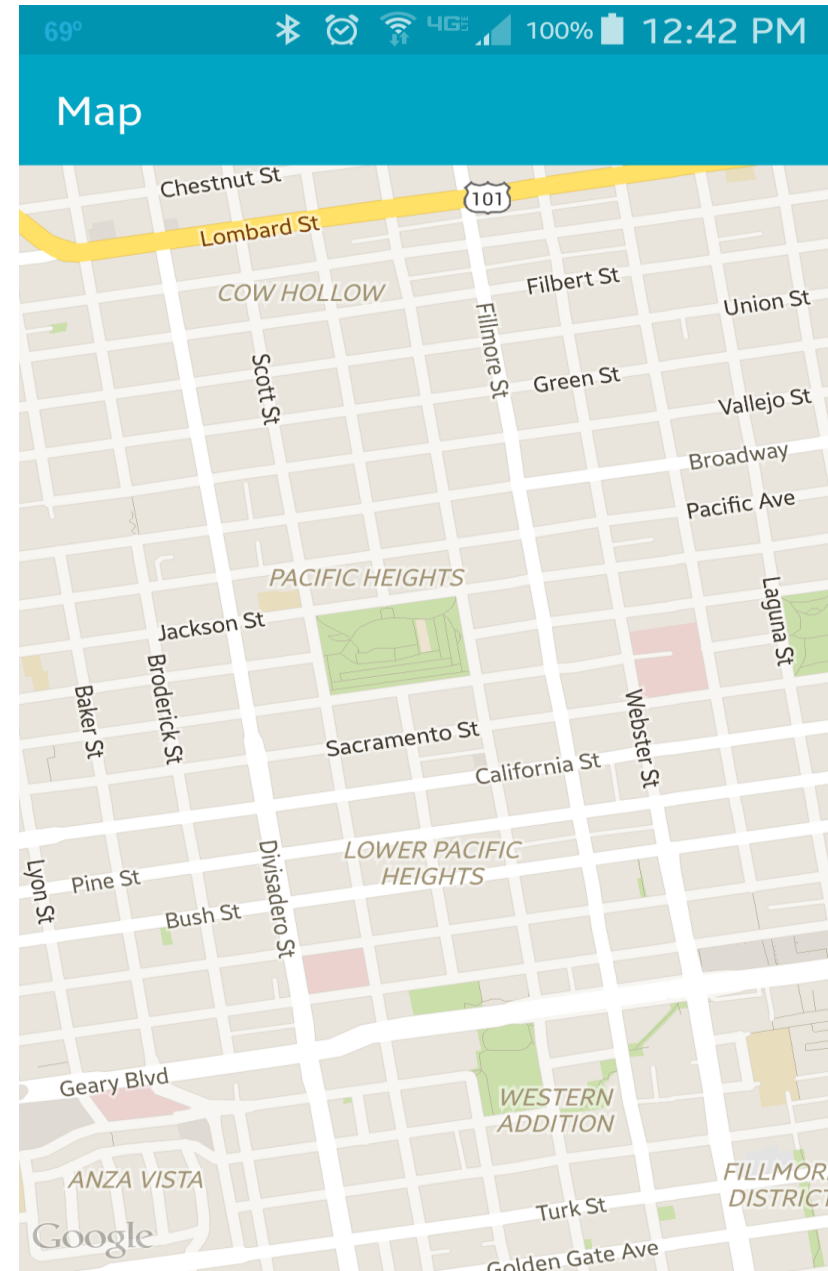 69°
4G
100%
12:42 PM
Map
Chestnut St
101
Lombard St
Filbert St
COW HOLLOW
Union St
Fillmore St
Scott St
Green St
Vallejo St
Broadway
Pacific Ave
PACIFIC HEIGHTS
Laguna St
Jackson St
Broderick St
Baker St
Webster St
Sacramento St
California St
LOWER PACIFIC
HEIGHTS
Divisadero St
Lyon St
Pine St
Bush St
Geary Blvd
WESTERN
ADDITION
ANZA VISTA
FILLMOR
DISTRICT
Turk St
Google
Golden Gate Ave